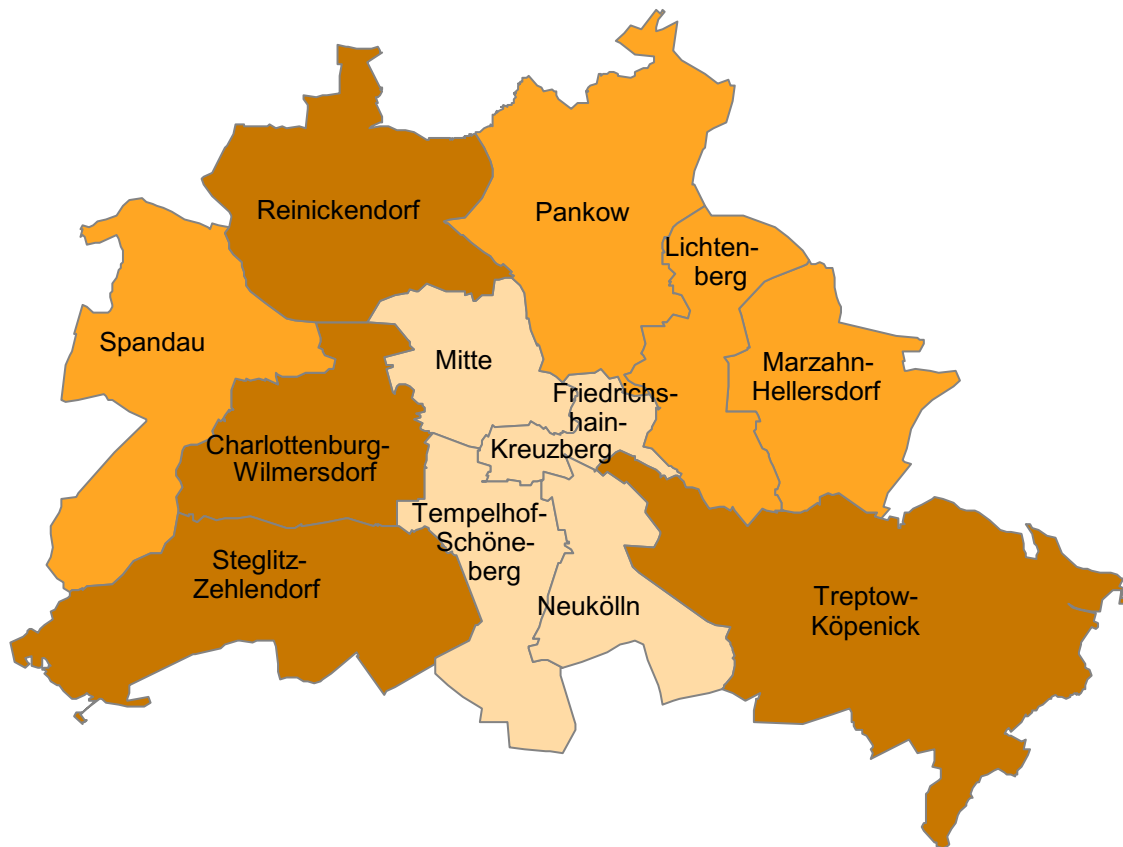 Reinickendorf
Pankow
Lichten-
berg
Spandau
Mitte
Marzahn-
Hellersdorf
Friedrichs-
hain-
Kreuzberg
Charlottenburg-
Wilmersdorf
Tempelhof-
Schöne-
berg
Steglitz-
Zehlendorf
Neukölln
Treptow-
Köpenick